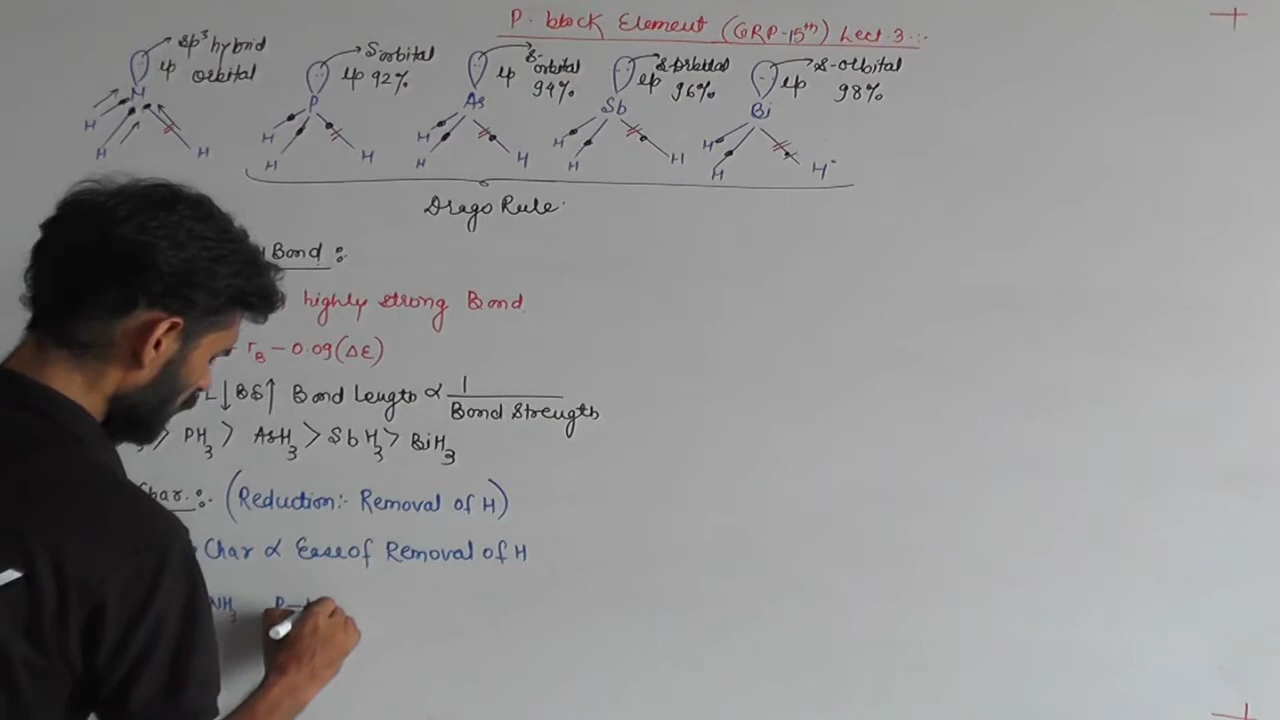 P. block Element (GRP-15th) Lect.3.:-
sp3 hybrid orbital
lp
S orbital
lp 92%
S-orbital
lp 94%
S-orbital
lp 96%
S-orbital
lp 98%
N P As Sb Bi
H H H H H H H H H H H H H H H
Drago Rule.
Bond :
highly strong Bond
rB - 0.09(Δε)
L↓ BS↑ Bond Length ∝ 1/Bond Strength
> PH3 > AsH3 > SbH3 > BiH3
Char. :- (Reduction:- Removal of H)
Char ∝ Ease of Removal of H
NH3 P